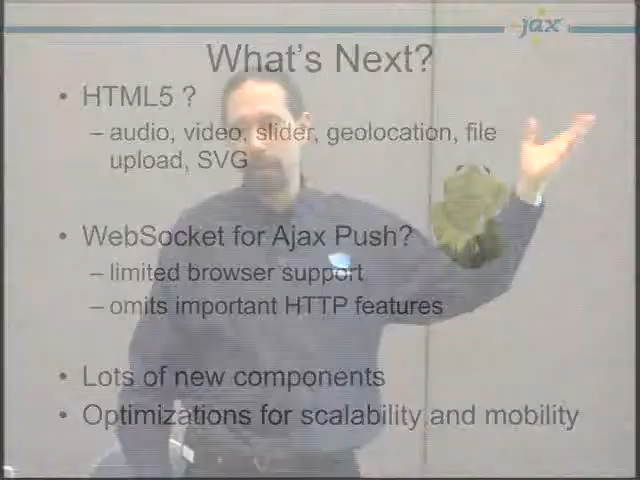 jax
What's Next?
• HTML5 ?
– audio, video, slider, geolocation, file
upload, SVG
• WebSocket for Ajax Push?
– limited browser support
– omits important HTTP features
• Lots of new components
• Optimizations for scalability and mobility